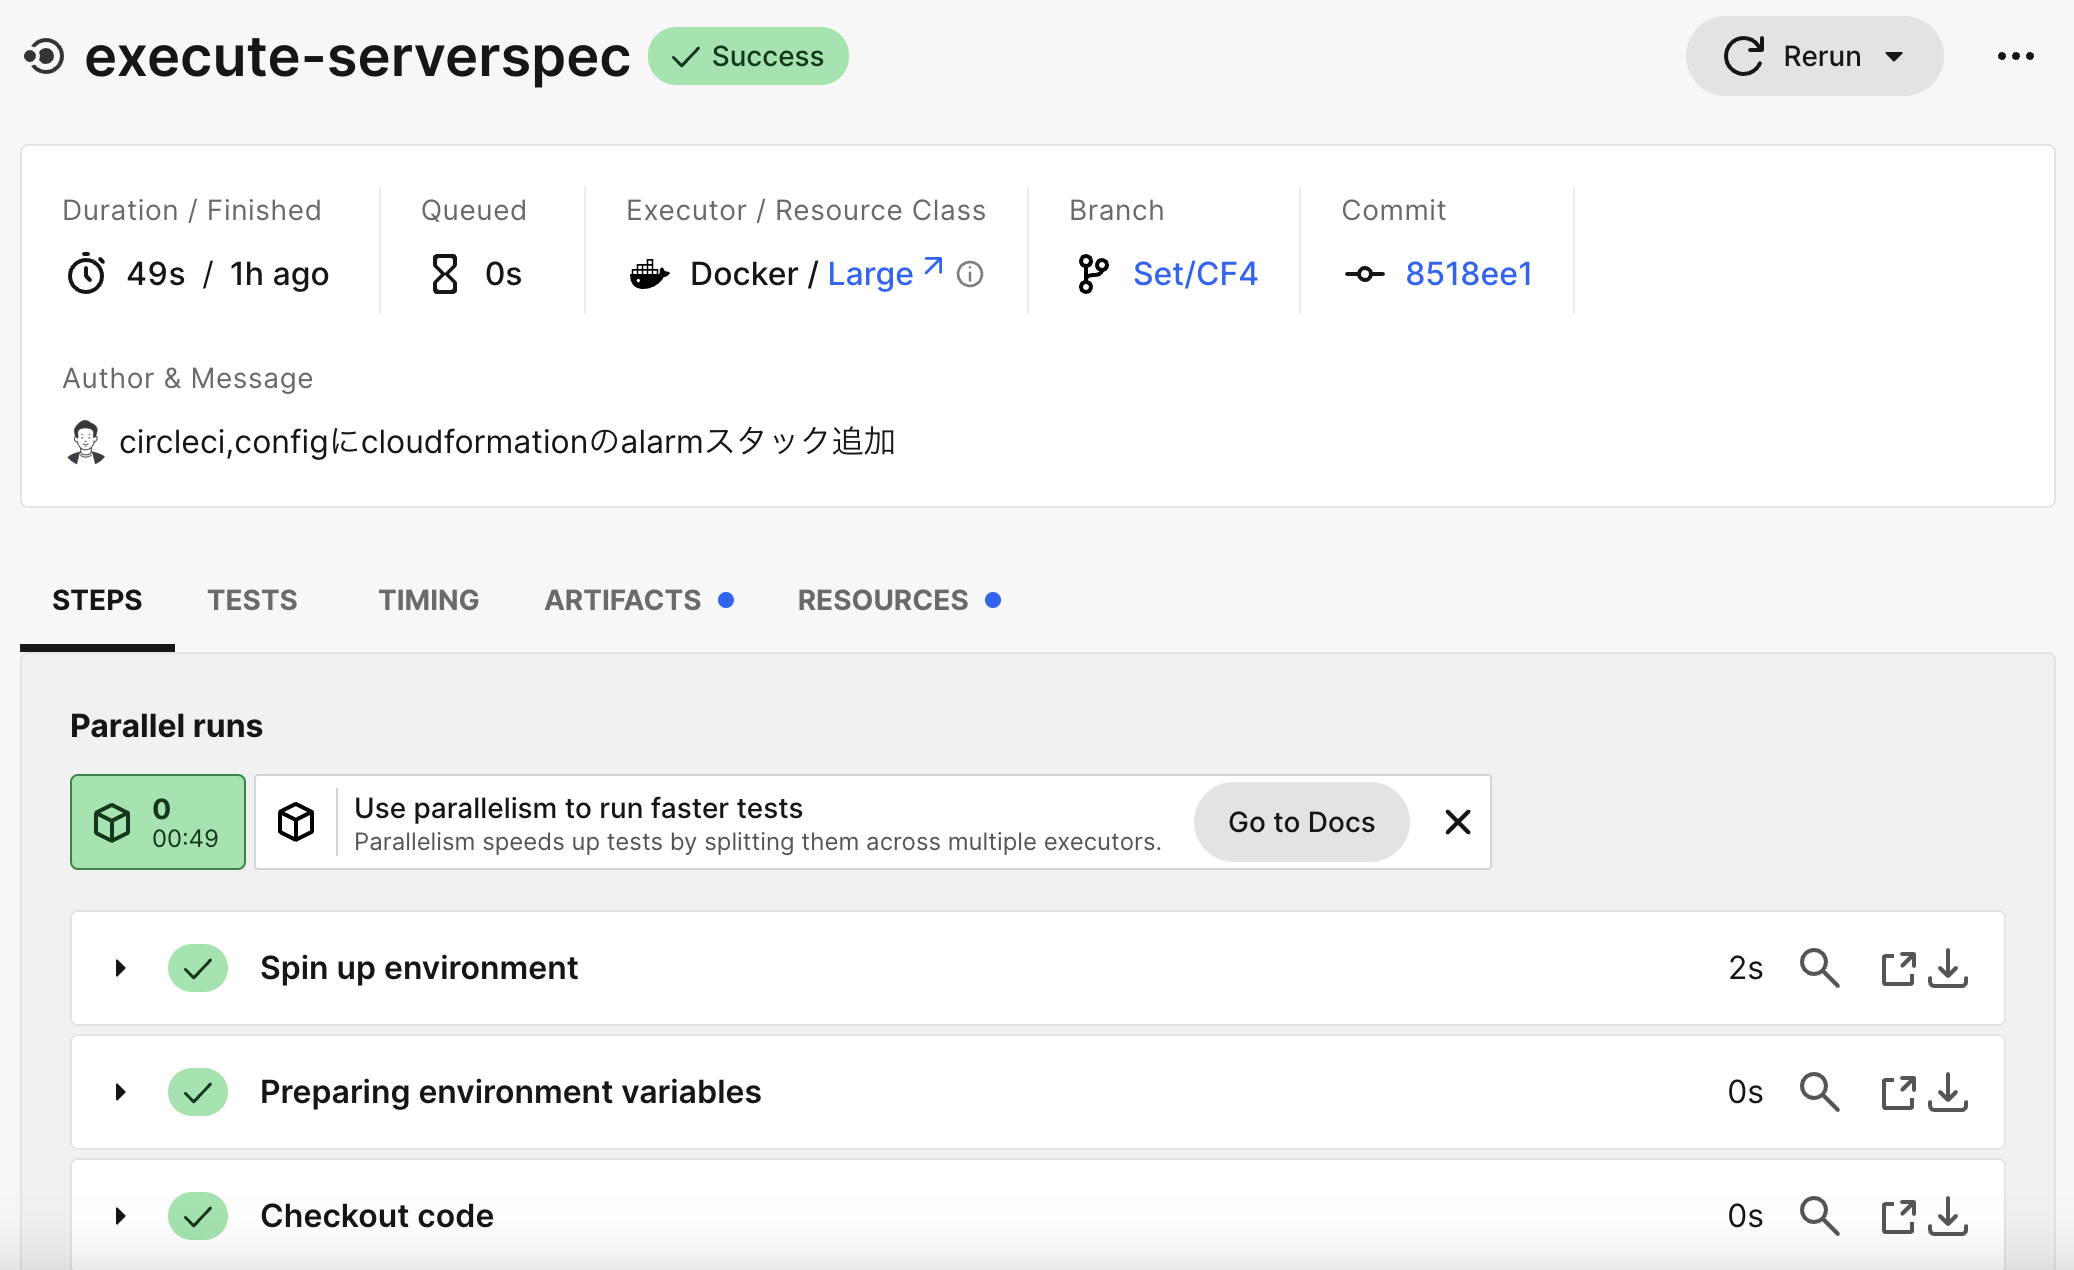 execute-serverspec
Success
Rerun
Duration / Finished
49s / 1h ago
Queued
0s
Executor / Resource Class
Docker / Large
Branch
Set/CF4
Commit
8518ee1
Author & Message
circleci,configにcloudformationのalarmスタック追加
STEPS
TESTS
TIMING
ARTIFACTS
RESOURCES
Parallel runs
0
00:49
Use parallelism to run faster tests
Parallelism speeds up tests by splitting them across multiple executors.
Go to Docs
Spin up environment
2s
Preparing environment variables
0s
Checkout code
0s